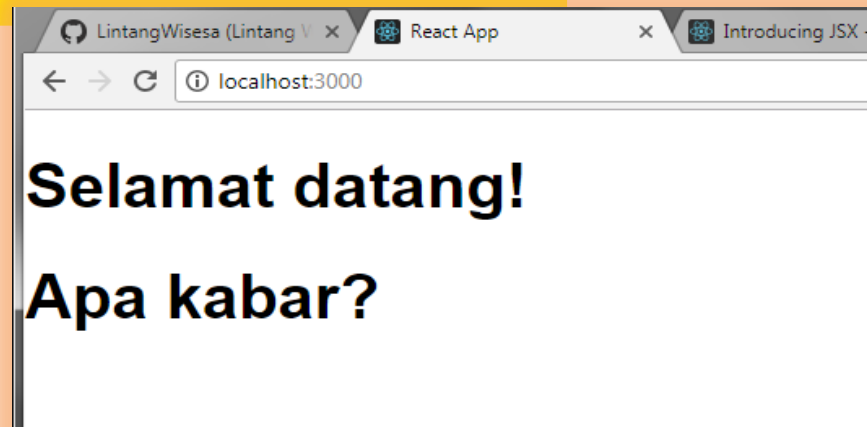 LintangWisesa (Lintang
React App
Introducing JSX -
localhost:3000
Selamat datang!
Apa kabar?